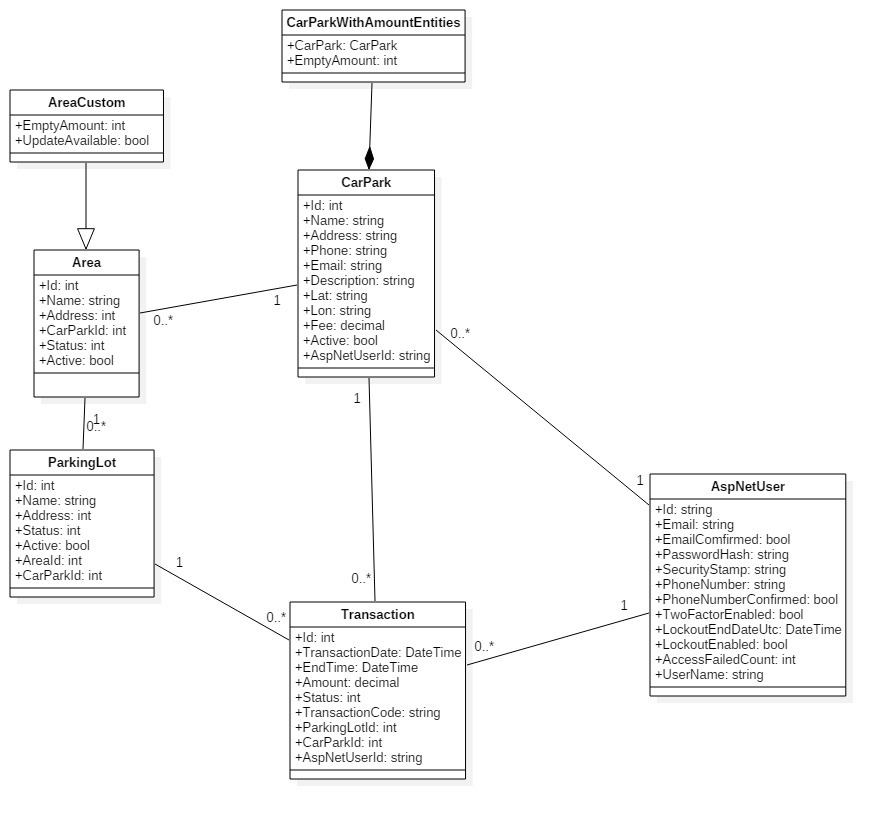 CarParkWithAmountEntities
+CarPark: CarPark
+EmptyAmount: int
AreaCustom
+EmptyAmount: int
+UpdateAvailable: bool
CarPark
+Id: int
+Name: string
+Address: string
+Phone: string
+Email: string
+Description: string
+Lat: string
+Lon: string
+Fee: decimal
+Active: bool
+AspNetUserId: string
Area
+Id: int
+Name: string
+Address: int
+CarParkId: int
+Status: int
+Active: bool
1
0..*
0..*
1
1
0..*
ParkingLot
+Id: int
+Name: string
+Address: int
+Status: int
+Active: bool
+AreaId: int
+CarParkId: int
1
AspNetUser
+Id: string
+Email: string
+EmailComfirmed: bool
+PasswordHash: string
+SecurityStamp: string
+PhoneNumber: string
+PhoneNumberConfirmed: bool
+TwoFactorEnabled: bool
+LockoutEndDateUtc: DateTime
+LockoutEnabled: bool
+AccessFailedCount: int
+UserName: string
1
0..*
1
0..*
0..*
Transaction
+Id: int
+TransactionDate: DateTime
+EndTime: DateTime
+Amount: decimal
+Status: int
+TransactionCode: string
+ParkingLotId: int
+CarParkId: int
+AspNetUserId: string